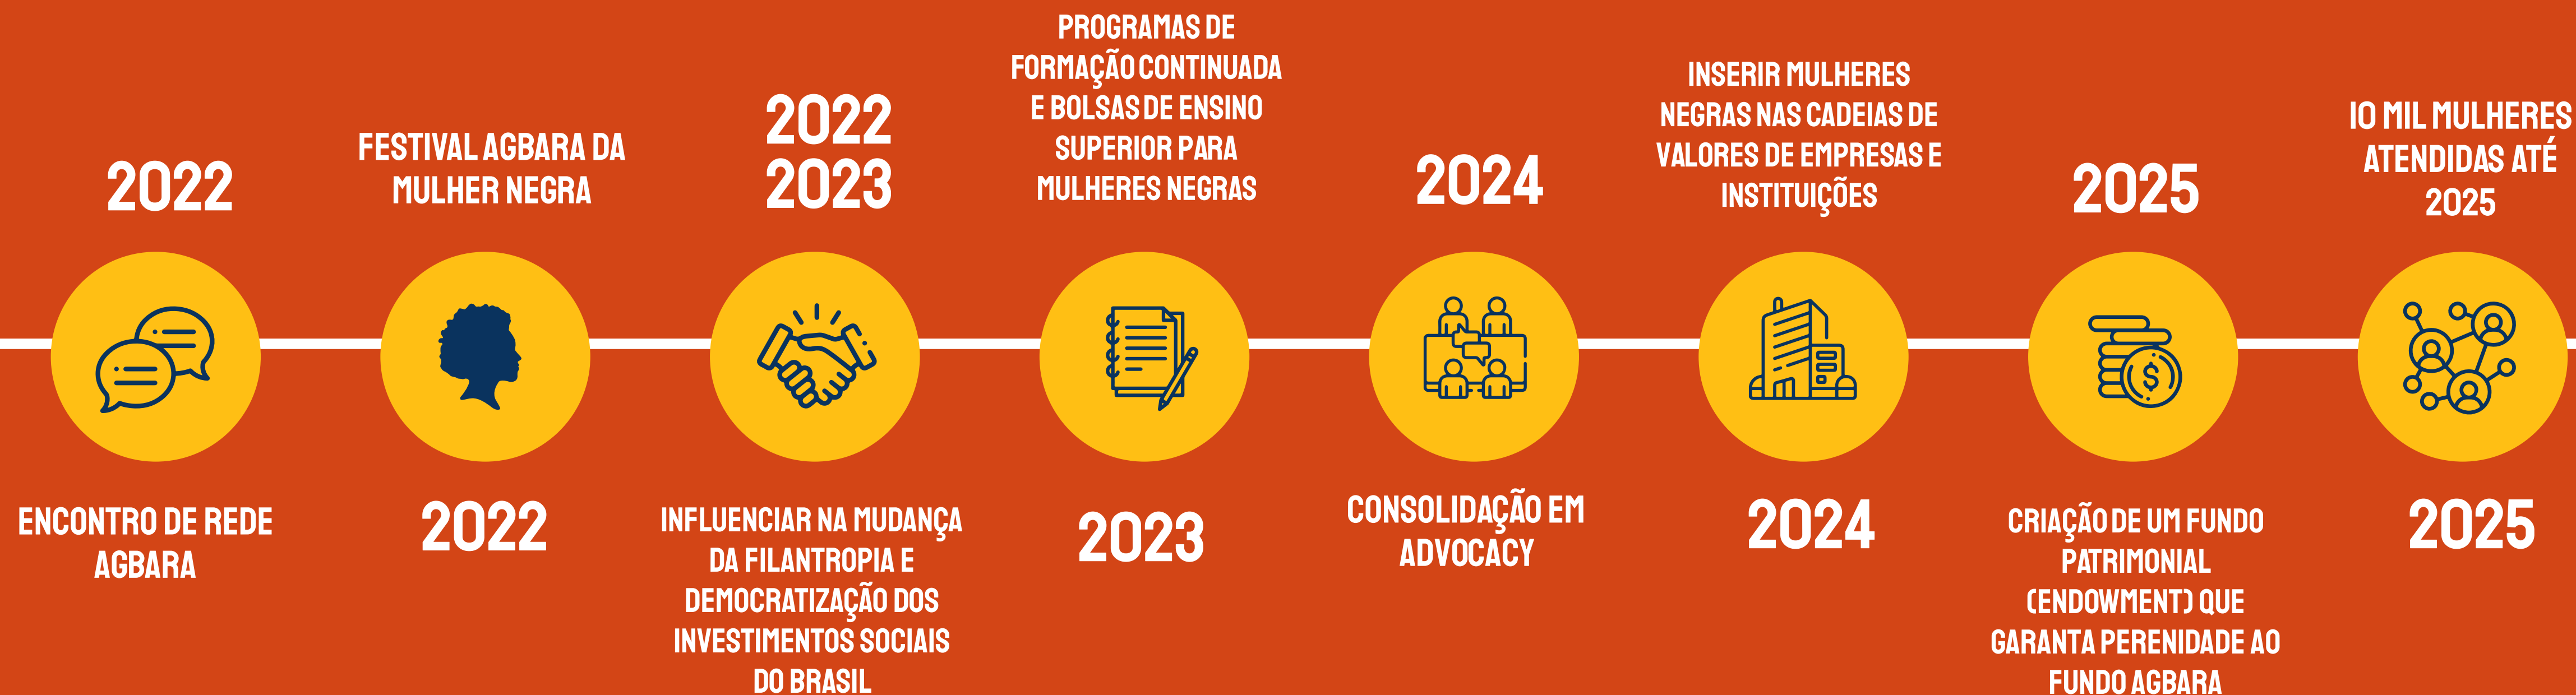 2022
ENCONTRO DE REDE
AGBARA
FESTIVAL AGBARA DA
MULHER NEGRA
2022
2022
2023
INFLUENCIAR NA MUDANÇA
DA FILANTROPIA E
DEMOCRATIZAÇÃO DOS
INVESTIMENTOS SOCIAIS
DO BRASIL
PROGRAMAS DE
FORMAÇÃO CONTINUADA
E BOLSAS DE ENSINO
SUPERIOR PARA
MULHERES NEGRAS
2023
2024
CONSOLIDAÇÃO EM
ADVOCACY
INSERIR MULHERES
NEGRAS NAS CADEIAS DE
VALORES DE EMPRESAS E
INSTITUIÇÕES
2024
2025
$
CRIAÇÃO DE UM FUNDO
PATRIMONIAL
(ENDOWMENT) QUE
GARANTA PERENIDADE AO
FUNDO AGBARA
10 MIL MULHERES
ATENDIDAS ATÉ
2025
2025